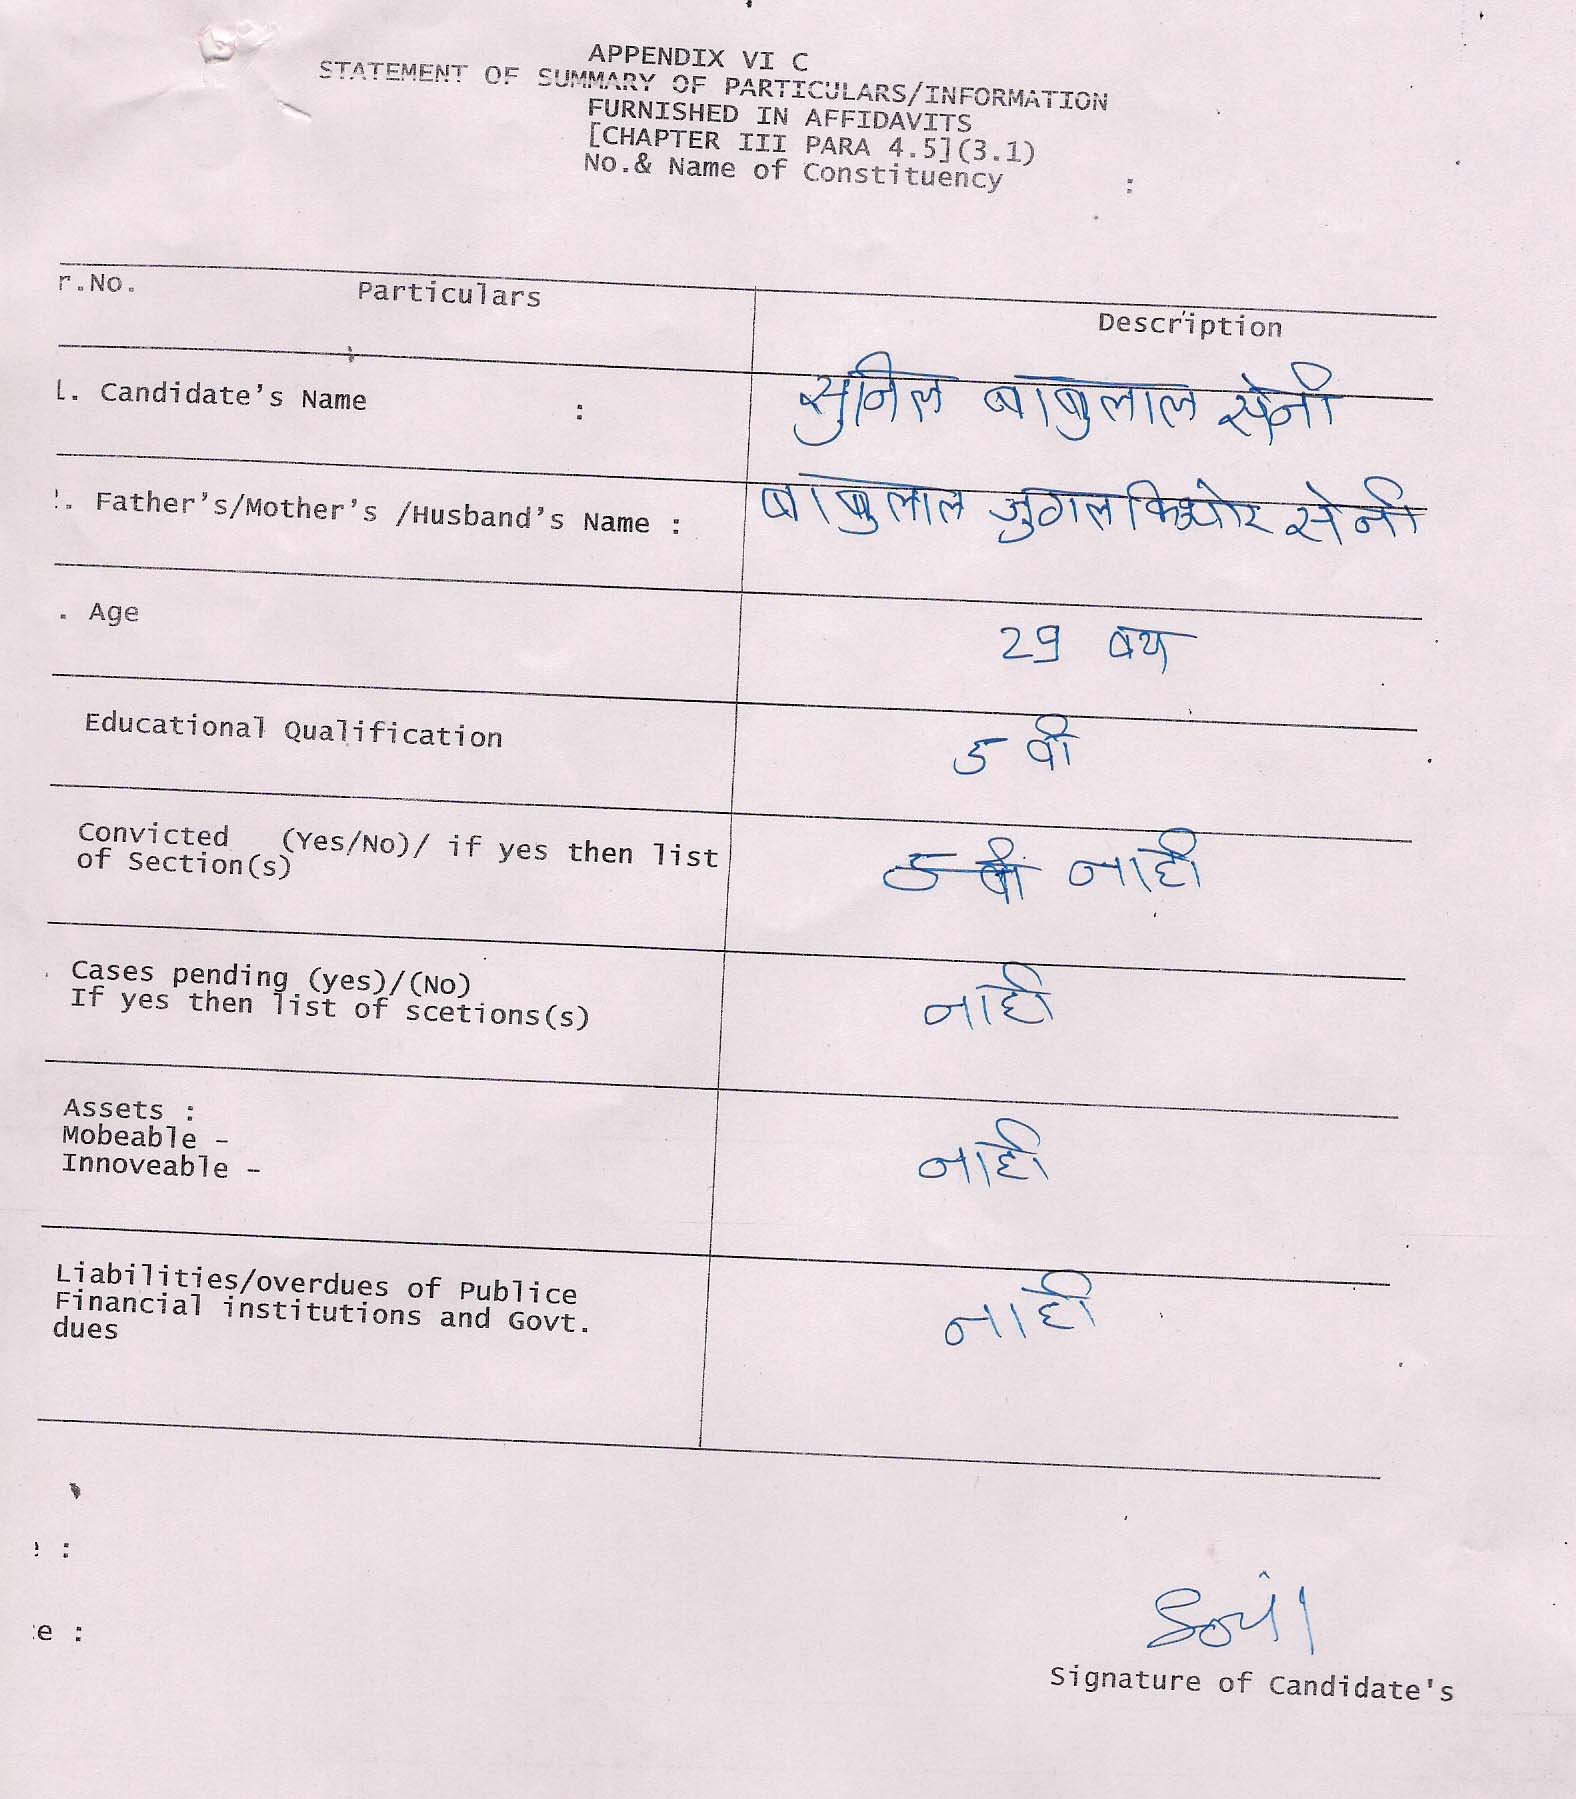 APPENDIX VI C
STATEMENT OF SUMMARY OF PARTICULARS/INFORMATION
FURNISHED IN AFFIDAVITS
[CHAPTER III PARA 4.5](3.1)
No.& Name of Constituency :
r.No. Particulars Description
1. Candidate's Name : सुनिल बाबुलाल सेनी
. Father's/Mother's /Husband's Name : बाबुलाल जुगलकिशोर सेनी
. Age 29 वर्ष
Educational Qualification 5 वी
Convicted (Yes/No)/ if yes then list
of Section(s) 5 वी नाही
Cases pending (yes)/(No)
If yes then list of scetions(s) नाही
Assets :
Mobeable -
Innoveable - नाही
Liabilities/overdues of Publice
Financial institutions and Govt.
dues नाही
:
e :
Signature of Candidate's